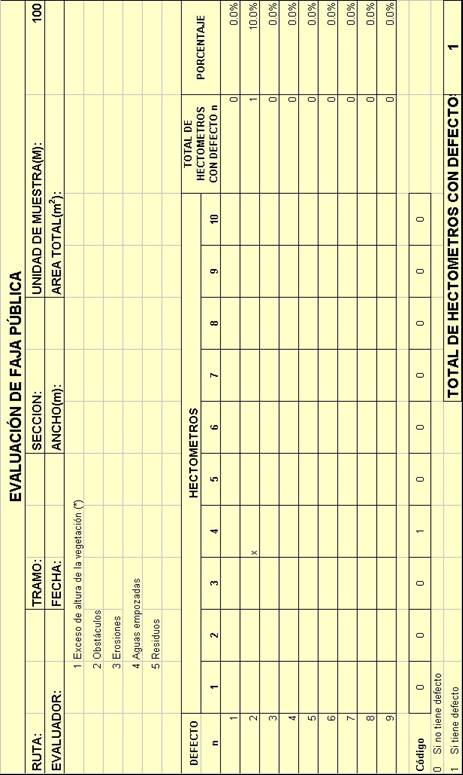 EVALUACIÓN DE FAJA PÚBLICA
RUTA: TRAMO: SECCION: UNIDAD DE MUESTRA(M): 100
EVALUADOR: FECHA: ANCHO(m): AREA TOTAL(m²):
1 Exceso de altura de la vegetación (*)
2 Obstáculos
3 Erosiones
4 Aguas empozadas
5 Residuos
DEFECTO HECTOMETROS TOTAL DE HECTOMETROS CON DEFECTO n PORCENTAJE
n 1 2 3 4 5 6 7 8 9 10
1 0 0.0%
2 x 1 10.0%
3 0 0.0%
4 0 0.0%
5 0 0.0%
6 0 0.0%
7 0 0.0%
8 0 0.0%
9 0 0.0%
Código 0 0 0 1 0 0 0 0 0 0
0 Si no tiene defecto
1 Si tiene defecto TOTAL DE HECTOMETROS CON DEFECTO: 1